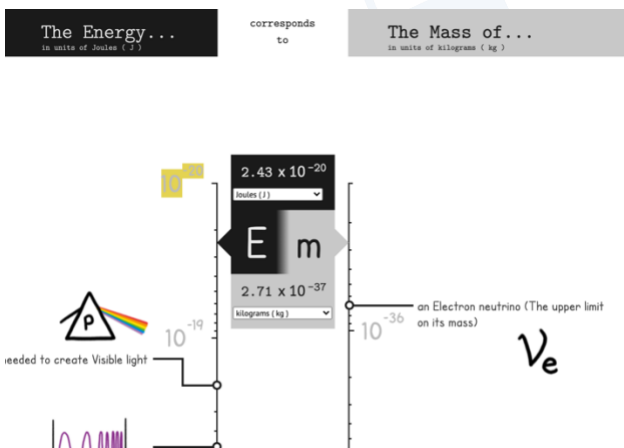 The Energy...
in units of Joules ( J )
corresponds
to
The Mass of...
in units of kilograms ( kg )
10⁻²⁰
2.43 x 10⁻²⁰
Joules ( J )
E m
2.71 x 10⁻³⁷
kilograms ( kg )
p
10⁻¹⁹
needed to create Visible light
10⁻³⁶
an Electron neutrino (The upper limit
on its mass)
νe